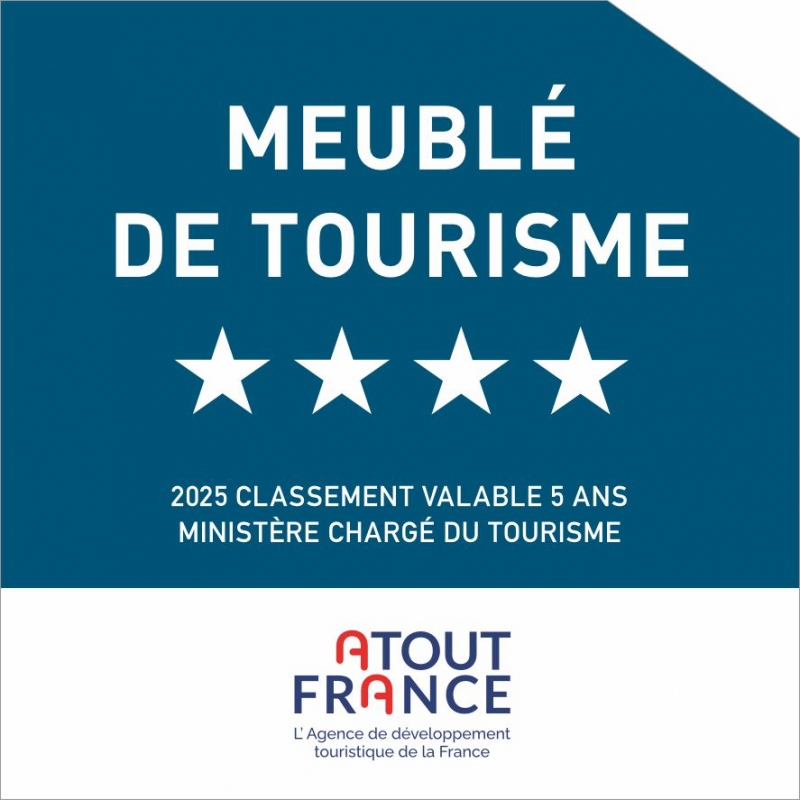 MEUBLÉ
DE TOURISME
2025 CLASSEMENT VALABLE 5 ANS
MINISTÈRE CHARGÉ DU TOURISME
ATOUT
FRANCE
L'Agence de développement
touristique de la France